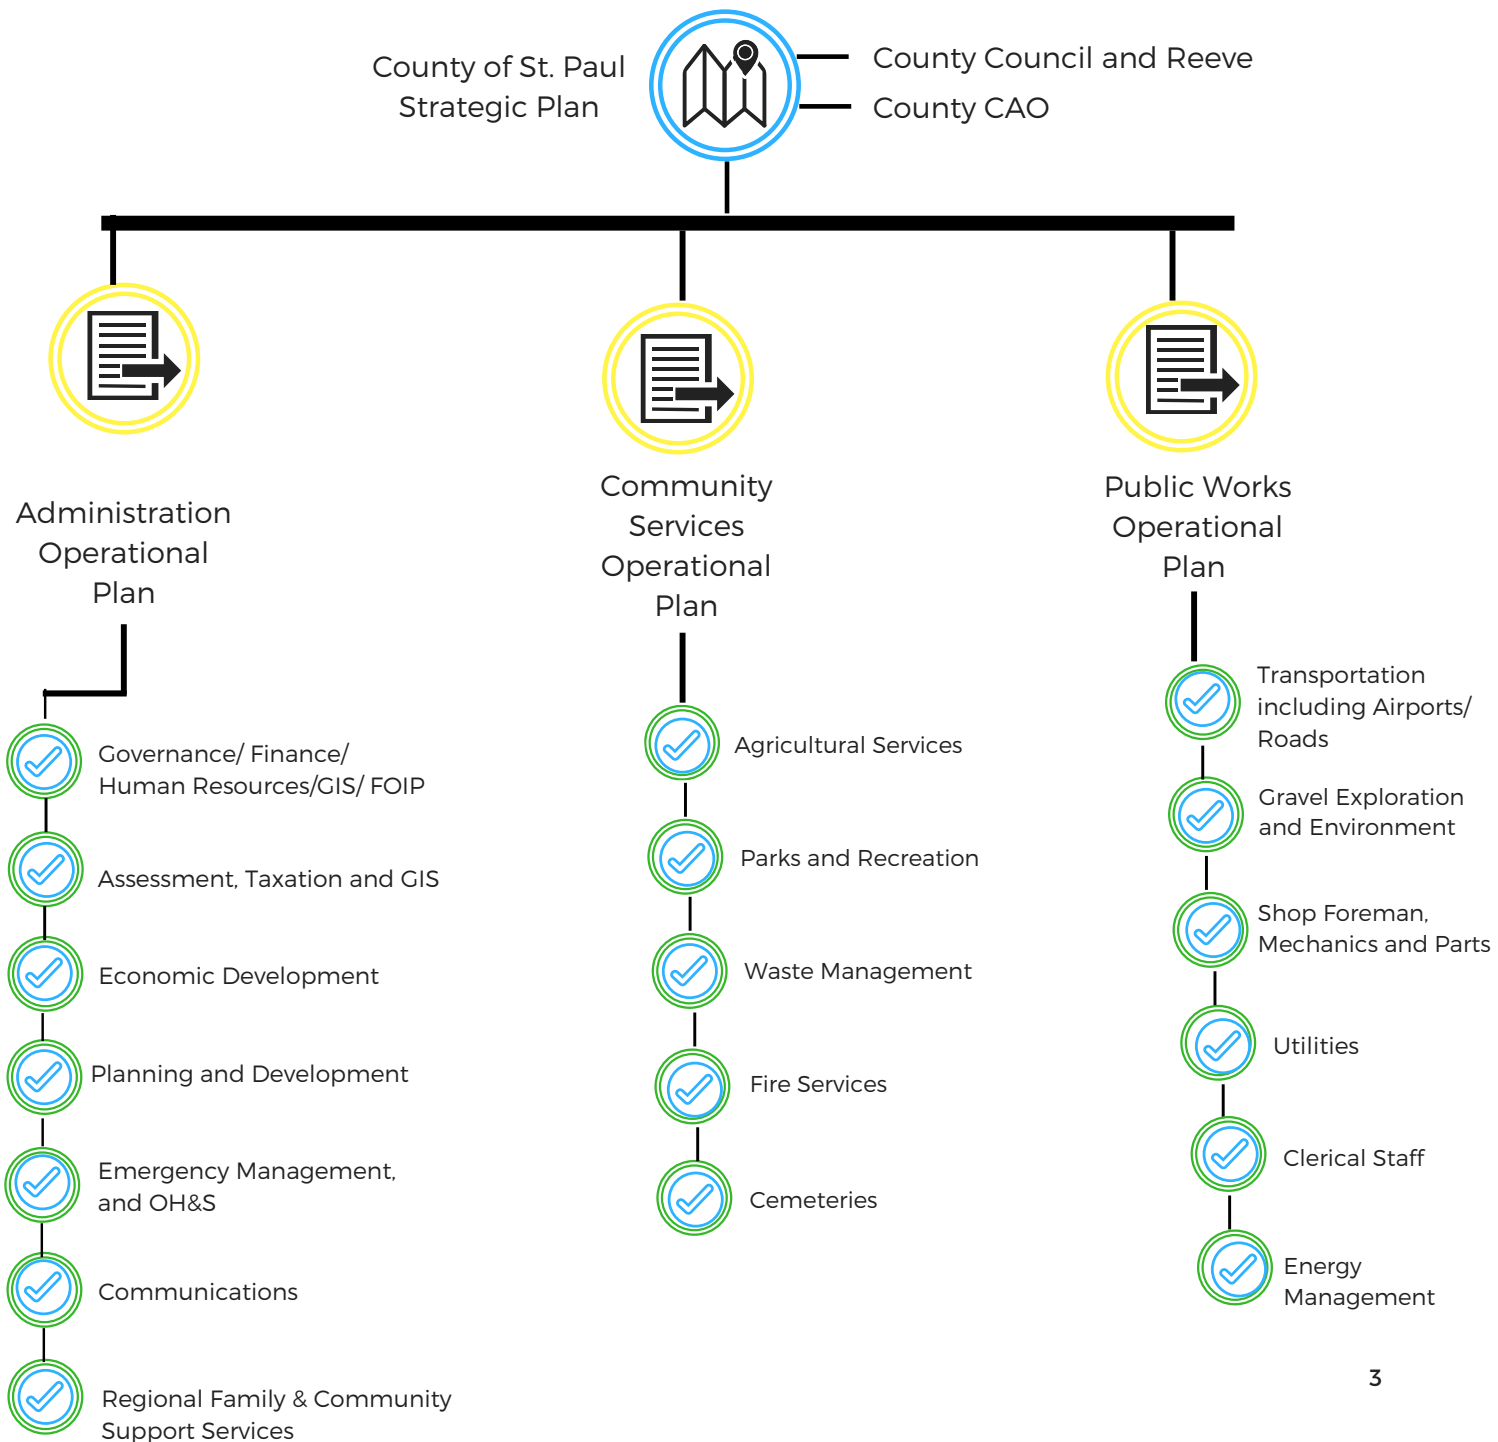 County of St. Paul
Strategic Plan
County Council and Reeve
County CAO
Administration
Operational
Plan
Governance/ Finance/
Human Resources/GIS/ FOIP
Assessment, Taxation and GIS
Economic Development
Planning and Development
Emergency Management,
and OH&S
Communications
Regional Family & Community
Support Services
Community
Services
Operational
Plan
Agricultural Services
Parks and Recreation
Waste Management
Fire Services
Cemeteries
Public Works
Operational
Plan
Transportation
including Airports/
Roads
Gravel Exploration
and Environment
Shop Foreman,
Mechanics and Parts
Utilities
Clerical Staff
Energy
Management
3